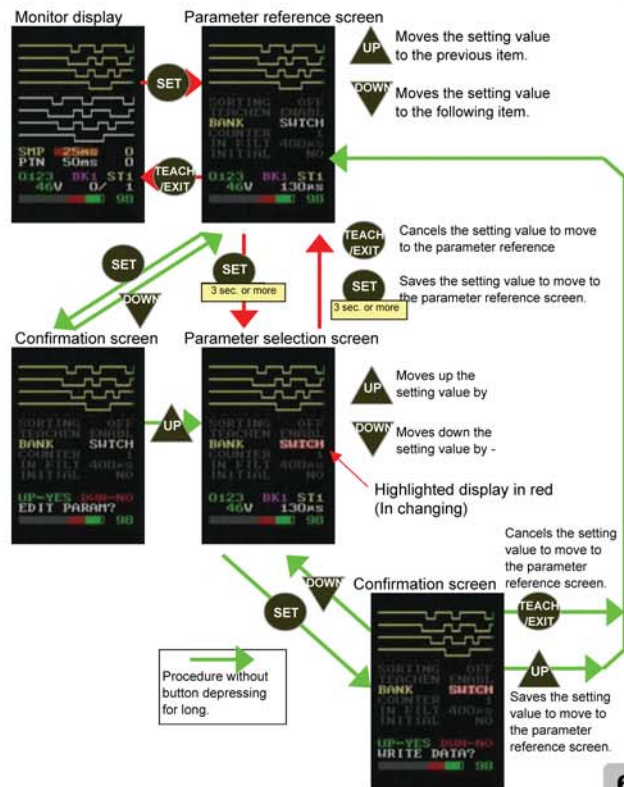 Monitor display
Parameter reference screen
SET
UP
Moves the setting value
to the previous item.
DOWN
Moves the setting value
to the following item.
SMP 25ms 0
PTN 50ms 0
0123 BK1 ST1
46V 0/ 1
98
SORTING OFF
TEACHEN ENABL
BANK SWTCH
COUNTER 1
IN FILT 400us
INITIAL NO
0123 BK1 ST1
46V 130µs
98
TEACH
/EXIT
TEACH
/EXIT
Cancels the setting value to move
to the parameter reference
SET
3 sec. or more
Saves the setting value to move to
the parameter reference screen.
SET
DOWN
SET
3 sec. or more
Confirmation screen
Parameter selection screen
SORTING OFF
TEACHEN ENABL
BANK SWTCH
COUNTER 1
IN FILT 400us
INITIAL NO
UP-YES DWN-NO
EDIT PARAM?
98
UP
SORTING OFF
TEACHEN ENABL
BANK SWTCH
COUNTER 1
IN FILT 400us
INITIAL NO
0123 BK1 ST1
46V 130µs
98
UP
Moves up the
setting value by
DOWN
Moves down the
setting value by -
Highlighted display in red
(In changing)
SET
DOWN
Confirmation screen
SORTING OFF
TEACHEN ENABL
BANK SWTCH
COUNTER 1
IN FILT 400us
INITIAL NO
UP-YES DWN-NO
WRITE DATA?
98
Cancels the setting
value to move to
the parameter
reference screen.
TEACH
/EXIT
UP
Saves the setting
value to move to
the parameter
reference screen.
Procedure without
button depressing
for long.